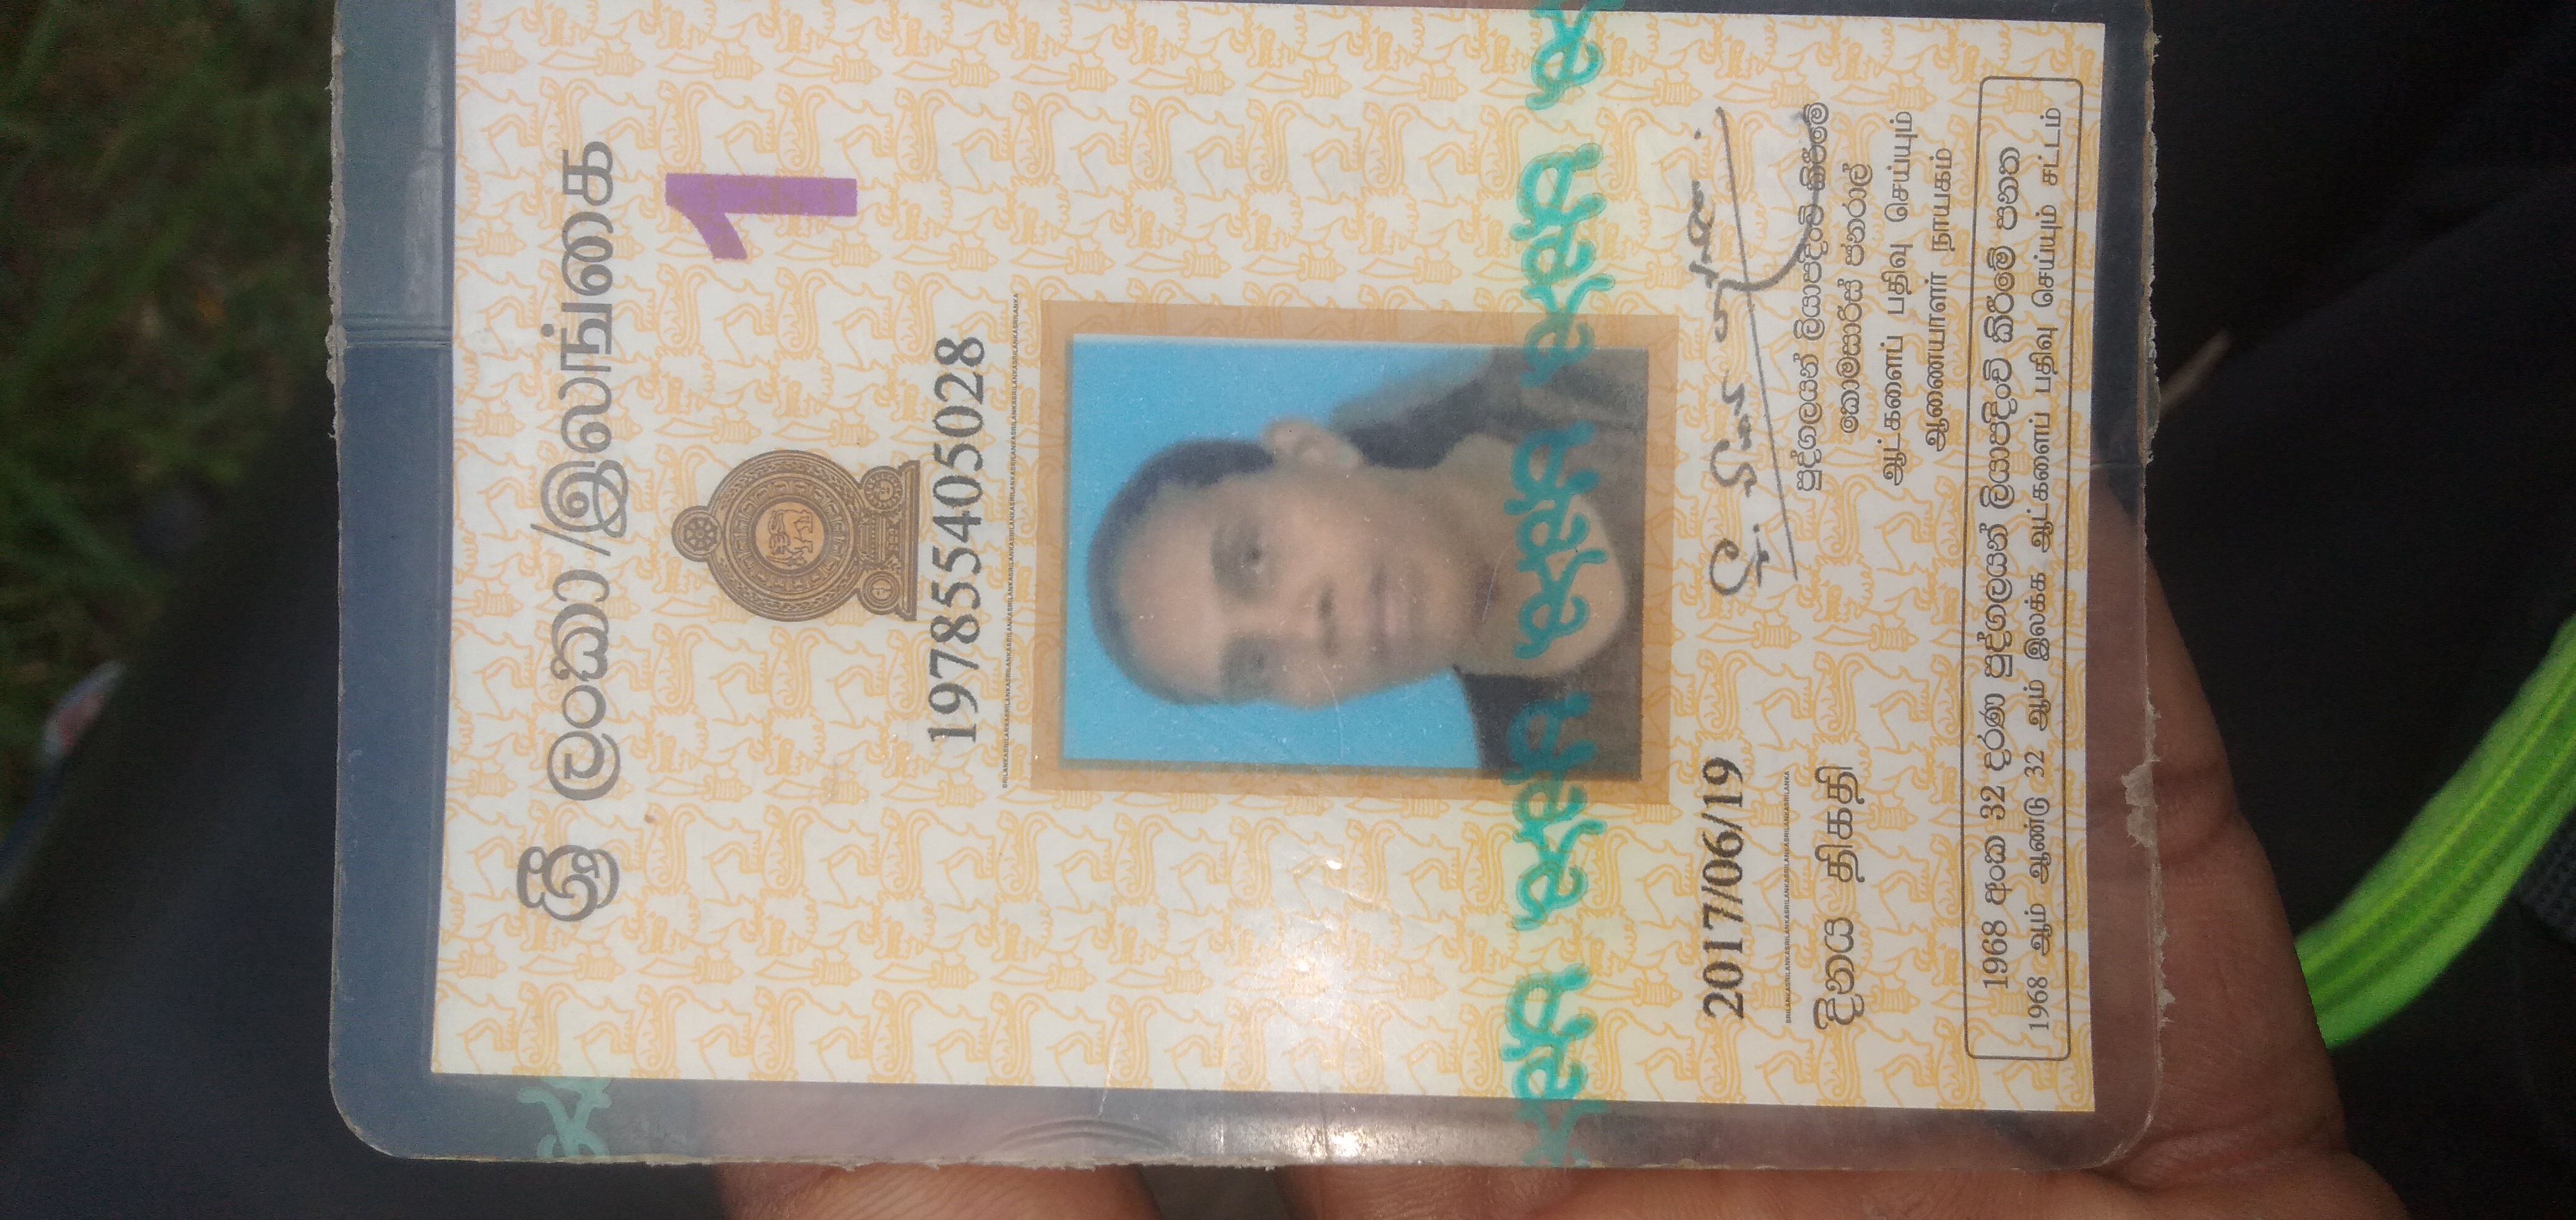 ශ්‍රී ලංකා /இலங்கை
1
197855405028
2017/06/19
දිනය திகதி
පුද්ගලයන් ලියාපදිංචි කිරීමේ
කොමසාරිස් ජනරාල්
ஆட்களைப் பதிவு செய்யும்
ஆணையாளர் நாயகம்
1968 අංක 32 දරණ පුද්ගලයන් ලියාපදිංචි කිරීමේ පනත
1968 ஆம் ஆண்டு 32 ஆம் இலக்க ஆட்களைப் பதிவு செய்யும் சட்டம்